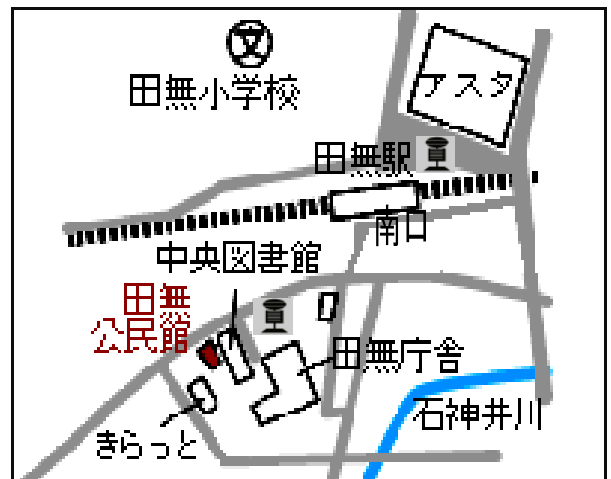 文
田無小学校
アスタ
田無駅
南口
中央図書館
田無
公民館
田無庁舎
石神井川
きらっと